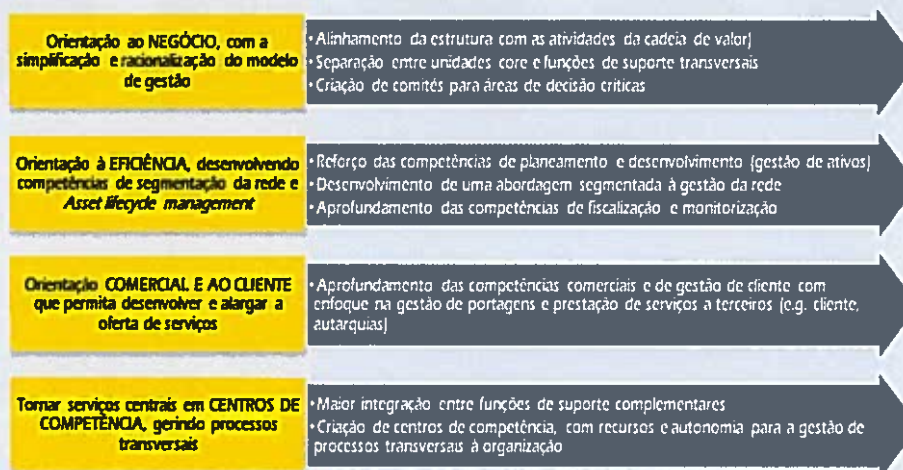 Orientação ao NEGÓCIO, com a
simplificação e racionalização do modelo
de gestão
• Alinhamento da estrutura com as atividades da cadeia de valor)
• Separação entre unidades core e funções de suporte transversais
• Criação de comités para áreas de decisão críticas
Orientação à EFICIÊNCIA, desenvolvendo
competências de segmentação da rede e
Asset lifecycle management
• Reforço das competências de planeamento e desenvolvimento (gestão de ativos)
• Desenvolvimento de uma abordagem segmentada à gestão da rede
• Aprofundamento das competências de fiscalização e monitorização
Orientação COMERCIAL E AO CLIENTE
que permita desenvolver e alargar a
oferta de serviços
• Aprofundamento das competências comerciais e de gestão de cliente com
enfoque na gestão de portagens e prestação de serviços a terceiros (e.g. cliente,
autarquias)
Tornar serviços centrais em CENTROS DE
COMPETÊNCIA, gerindo processos
transversais
• Maior integração entre funções de suporte complementares
• Criação de centros de competência, com recursos e autonomia para a gestão de
processos transversais à organização